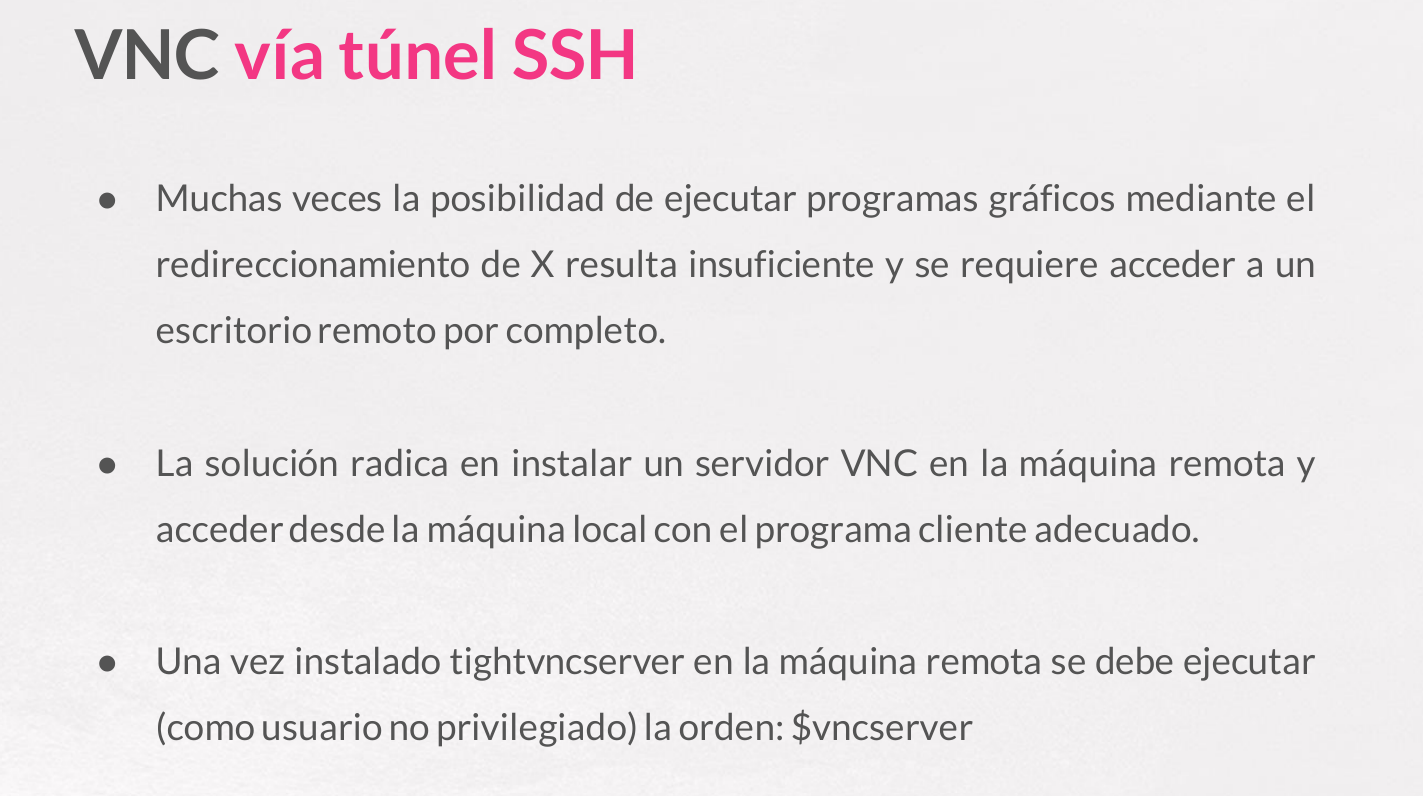 VNC vía túnel SSH
● Muchas veces la posibilidad de ejecutar programas gráficos mediante el
redireccionamiento de X resulta insuficiente y se requiere acceder a un
escritorio remoto por completo.
● La solución radica en instalar un servidor VNC en la máquina remota y
acceder desde la máquina local con el programa cliente adecuado.
● Una vez instalado tightvncserver en la máquina remota se debe ejecutar
(como usuario no privilegiado) la orden: $vncserver